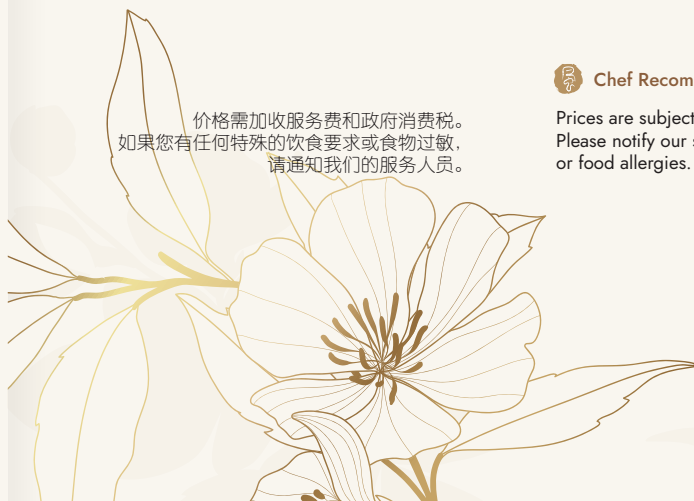 价格需加收服务费和政府消费税。
如果您有任何特殊的饮食要求或食物过敏，
请通知我们的服务人员。
Chef Recom
Prices are subject
Please notify our
or food allergies.